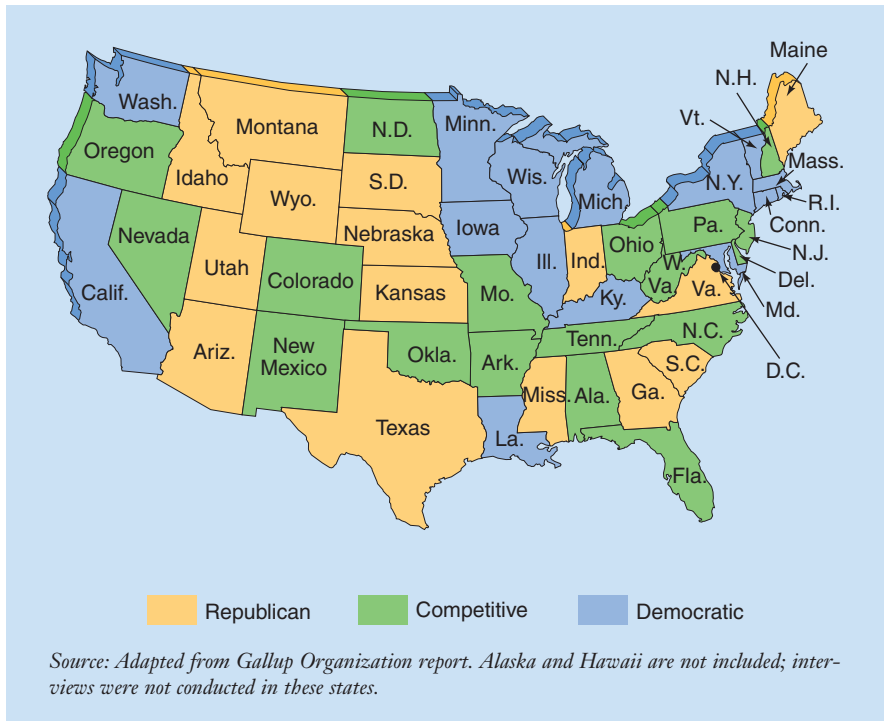 Maine
N.H.
Wash.
Vt.
Montana
N.D.
Minn.
Oregon
Mass.
Idaho
Wis.
S.D.
Mich.
N.Y.
R.I.
Wyo.
Conn.
Nebraska
Iowa
Pa.
Nevada
Ohio
N.J.
Utah
Ill.
Ind.
W.
Va.
Del.
Colorado
Calif.
Kansas
Mo.
Ky.
Va.
Md.
N.C.
Tenn.
Ariz.
New
Mexico
Okla.
Ark.
S.C.
D.C.
Miss.
Ala.
Ga.
Texas
La.
Fla.
Republican
Competitive
Democratic
Source: Adapted from Gallup Organization report. Alaska and Hawaii are not included; inter-
views were not conducted in these states.